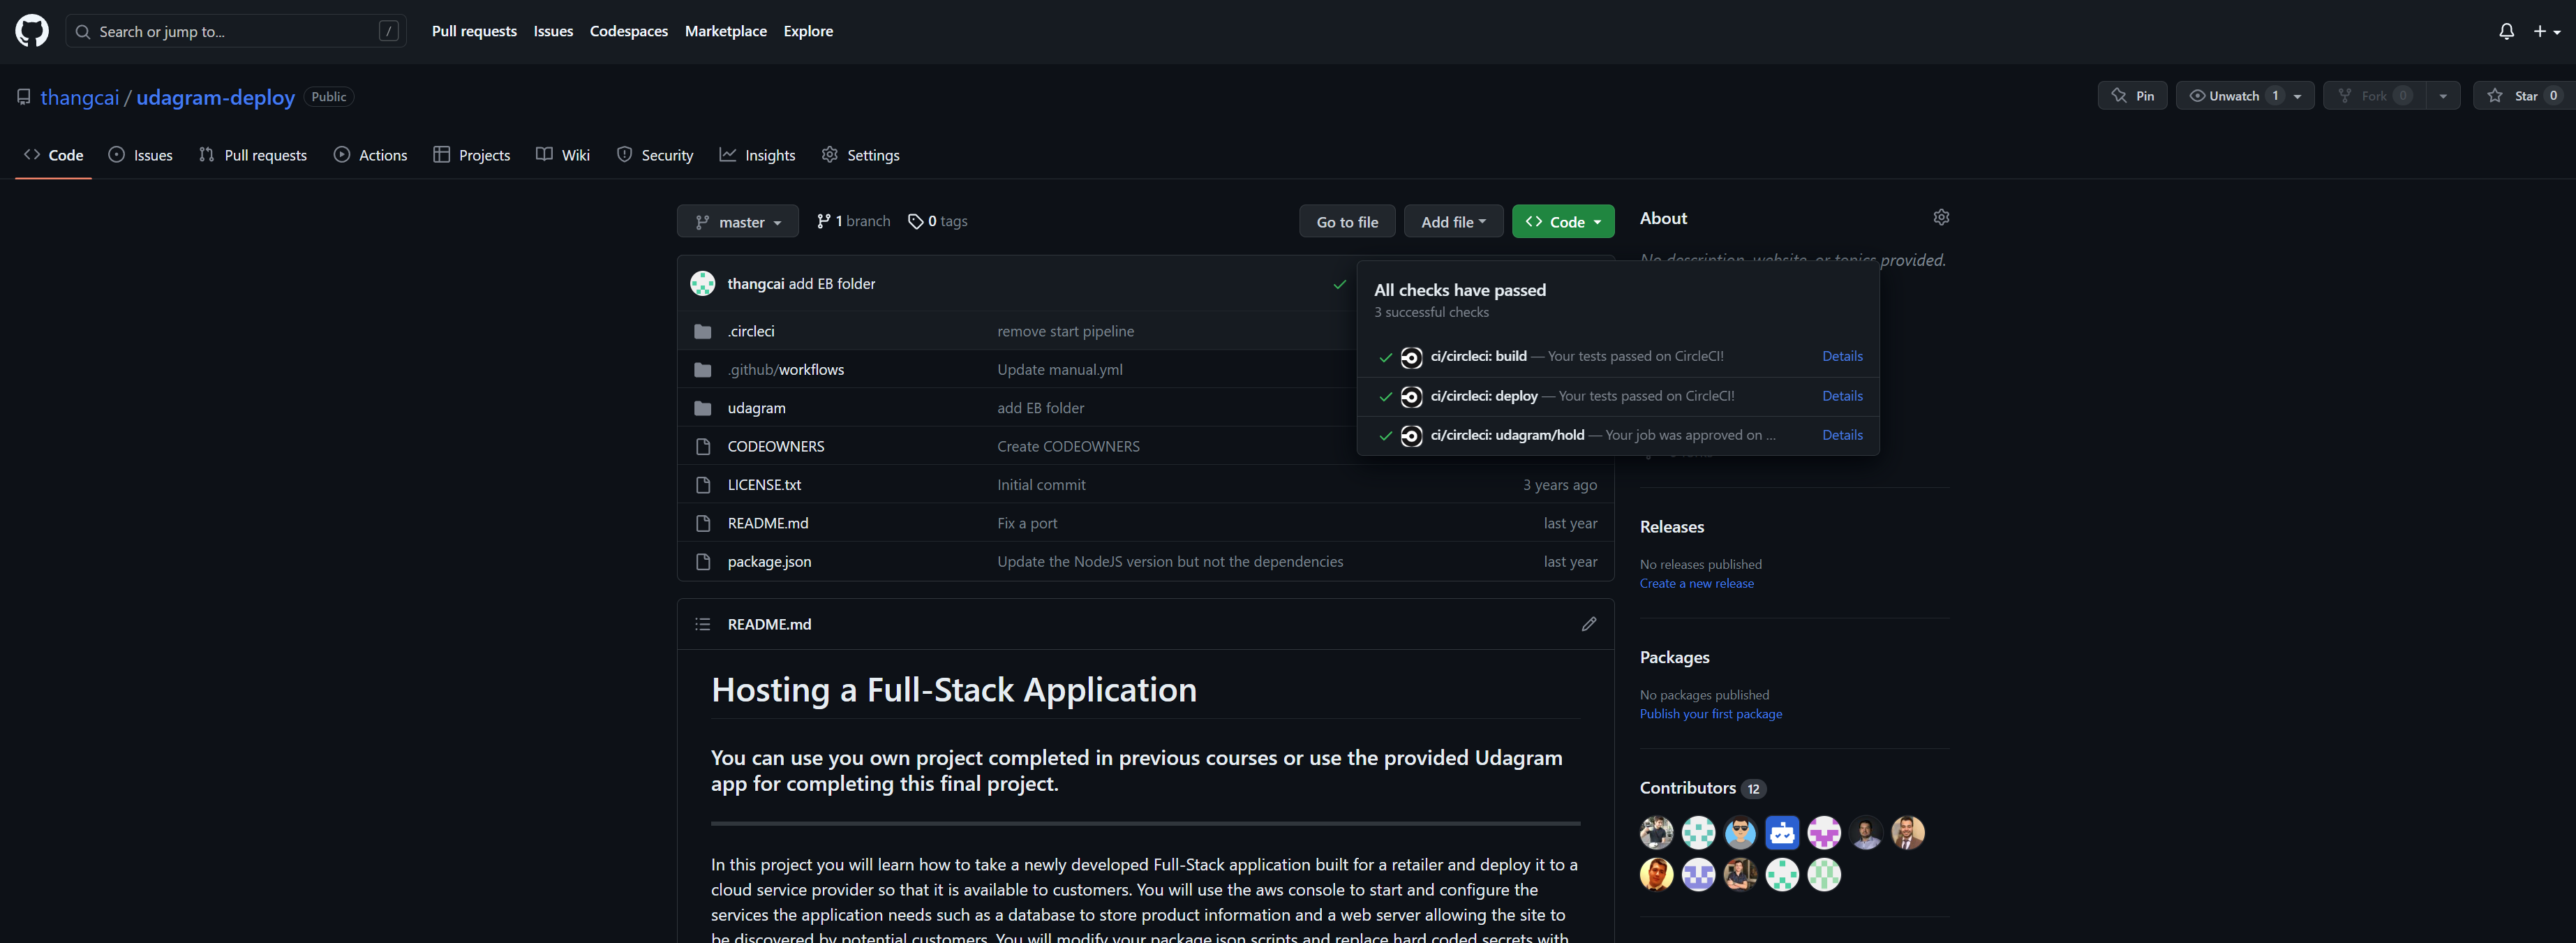 Search or jump to... /
Pull requests Issues Codespaces Marketplace Explore
thangcai / udagram-deploy Public
Pin Unwatch 1 Fork 0 Star 0
Code Issues Pull requests Actions Projects Wiki Security Insights Settings
master 1 branch 0 tags Go to file Add file Code
thangcai add EB folder
.circleci remove start pipeline
.github/workflows Update manual.yml
udagram add EB folder
CODEOWNERS Create CODEOWNERS
LICENSE.txt Initial commit 3 years ago
README.md Fix a port last year
package.json Update the NodeJS version but not the dependencies last year
All checks have passed
3 successful checks
ci/circleci: build — Your tests passed on CircleCI! Details
ci/circleci: deploy — Your tests passed on CircleCI! Details
ci/circleci: udagram/hold — Your job was approved on ... Details
README.md
Hosting a Full-Stack Application
You can use you own project completed in previous courses or use the provided Udagram
app for completing this final project.
In this project you will learn how to take a newly developed Full-Stack application built for a retailer and deploy it to a
cloud service provider so that it is available to customers. You will use the aws console to start and configure the
services the application needs such as a database to store product information and a web server allowing the site to
be discovered by potential customers. You will modify your package.json scripts and replace hard coded secrets with
About
No description, website, or topics provided.
Releases
No releases published
Create a new release
Packages
No packages published
Publish your first package
Contributors 12